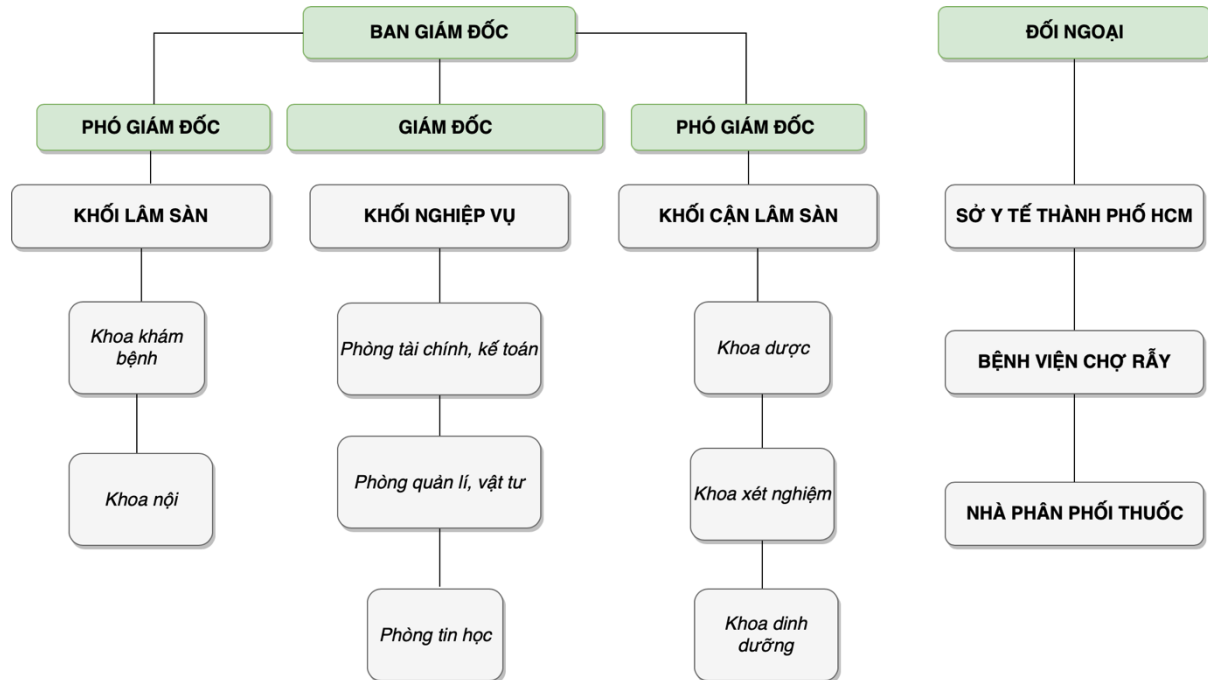 BAN GIÁM ĐỐC
ĐỐI NGOẠI
PHÓ GIÁM ĐỐC
GIÁM ĐỐC
PHÓ GIÁM ĐỐC
KHỐI LÂM SÀN
KHỐI NGHIỆP VỤ
KHỐI CẬN LÂM SÀN
SỞ Y TẾ THÀNH PHỐ HCM
Khoa khám
bệnh
Phòng tài chính, kế toán
Khoa dược
BỆNH VIỆN CHỢ RẪY
Khoa nội
Phòng quản lí, vật tư
Khoa xét nghiệm
NHÀ PHÂN PHỐI THUỐC
Phòng tin học
Khoa dinh
dưỡng